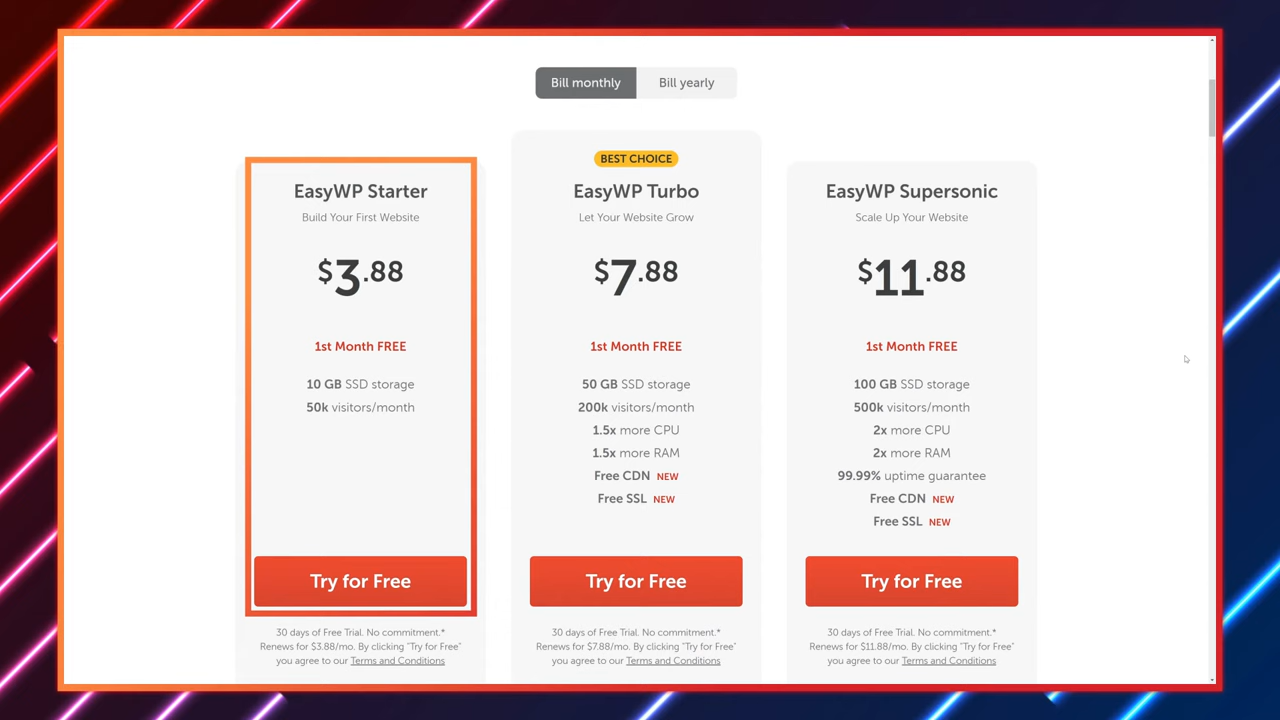 Bill monthly
Bill yearly
EasyWP Starter
Build Your First Website
$3.88
1st Month FREE
10 GB SSD storage
50k visitors/month
Try for Free
30 days of Free Trial. No commitment.*
Renews for $3.88/mo. By clicking "Try for Free"
you agree to our Terms and Conditions
BEST CHOICE
EasyWP Turbo
Let Your Website Grow
$7.88
1st Month FREE
50 GB SSD storage
200k visitors/month
1.5x more CPU
1.5x more RAM
Free CDN NEW
Free SSL NEW
Try for Free
30 days of Free Trial. No commitment.*
Renews for $7.88/mo. By clicking "Try for Free"
you agree to our Terms and Conditions
EasyWP Supersonic
Scale Up Your Website
$11.88
1st Month FREE
100 GB SSD storage
500k visitors/month
2x more CPU
2x more RAM
99.99% uptime guarantee
Free CDN NEW
Free SSL NEW
Try for Free
30 days of Free Trial. No commitment.*
Renews for $11.88/mo. By clicking "Try for Free"
you agree to our Terms and Conditions